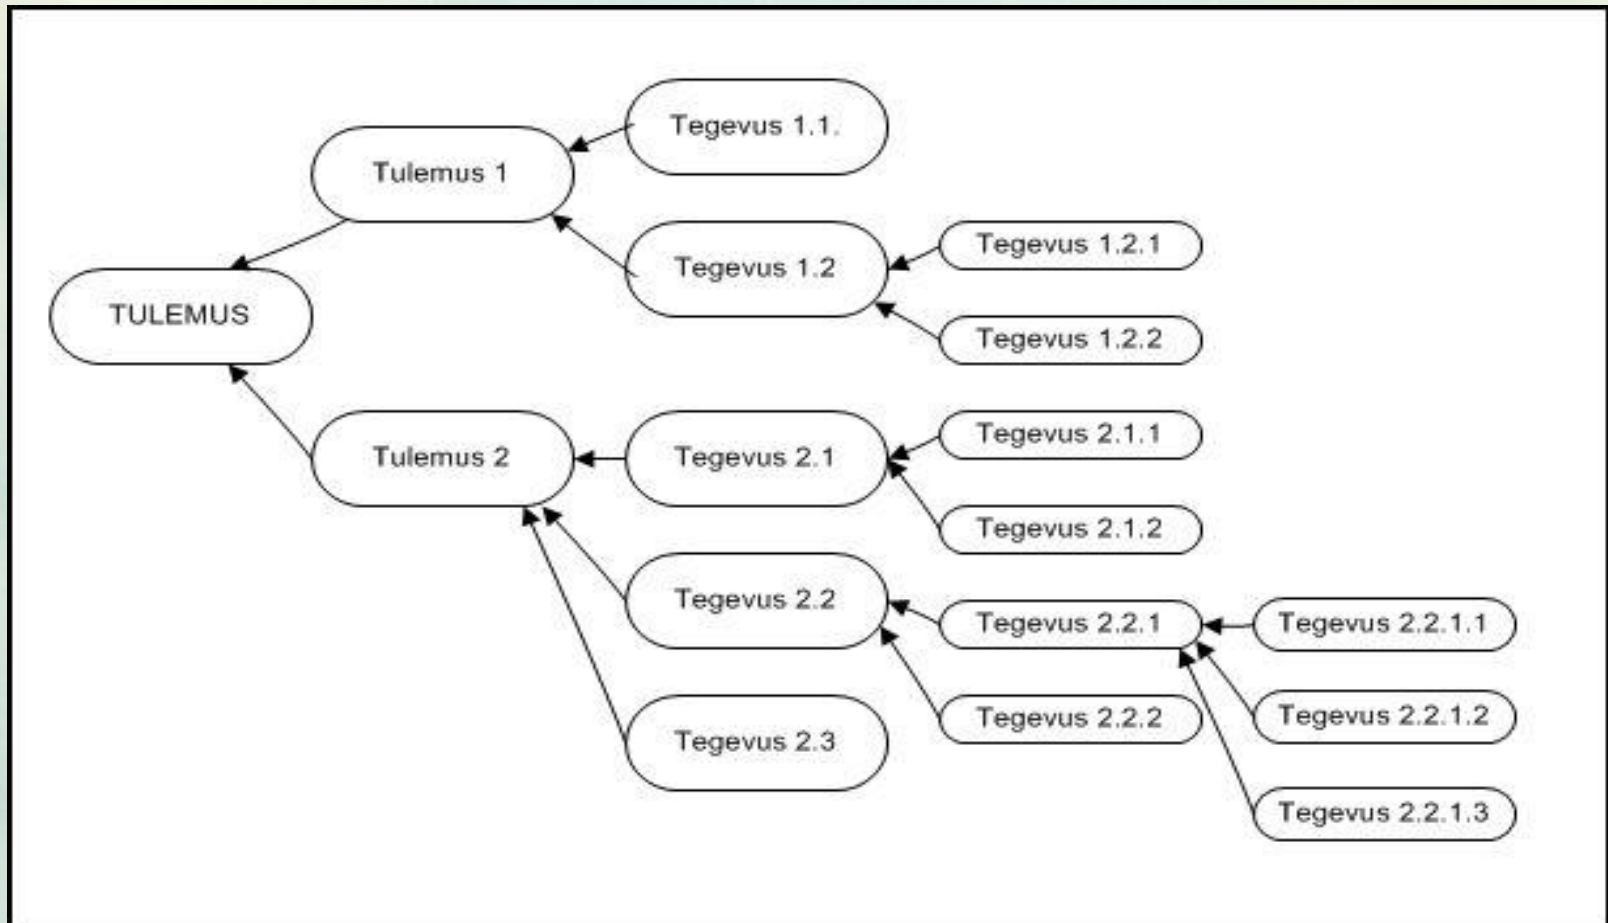 TULEMUS
Tulemus 1
Tegevus 1.1.
Tegevus 1.2
Tegevus 1.2.1
Tegevus 1.2.2
Tulemus 2
Tegevus 2.1
Tegevus 2.1.1
Tegevus 2.1.2
Tegevus 2.2
Tegevus 2.2.1
Tegevus 2.2.1.1
Tegevus 2.2.1.2
Tegevus 2.2.1.3
Tegevus 2.2.2
Tegevus 2.3